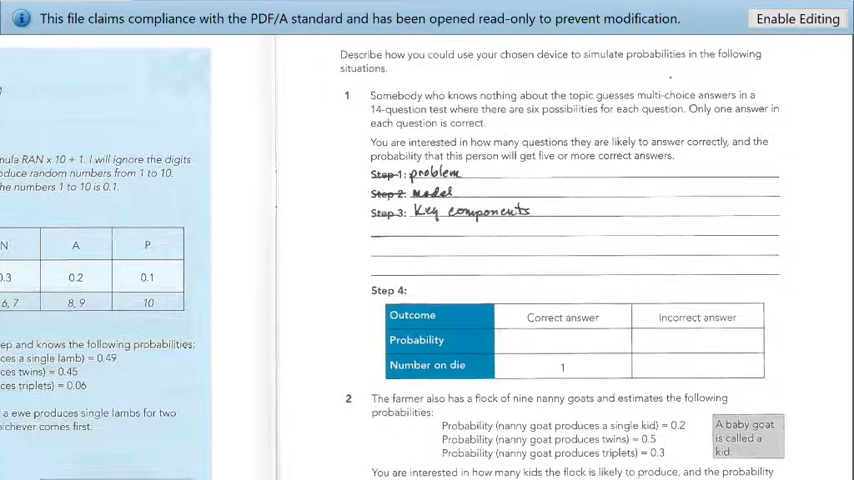 This file claims compliance with the PDF/A standard and has been opened read-only to prevent modification.
Enable Editing
nula RAN x 10 + 1. I will ignore the digits
oduce random numbers from 1 to 10.
he numbers 1 to 10 is 0.1.
N A P
0.3 0.2 0.1
6, 7 8, 9 10
ep and knows the following probabilities:
ces a single lamb) = 0.49
ces twins) = 0.45
ces triplets) = 0.06
a ewe produces single lambs for two
hichever comes first.
Describe how you could use your chosen device to simulate probabilities in the following
situations.
1 Somebody who knows nothing about the topic guesses multi-choice answers in a
14-question test where there are six possibilities for each question. Only one answer in
each question is correct.
You are interested in how many questions they are likely to answer correctly, and the
probability that this person will get five or more correct answers.
Step 1: problem
Step 2: model
Step 3: Key components
Step 4:
Outcome Correct answer Incorrect answer
Probability
Number on die 1
2 The farmer also has a flock of nine nanny goats and estimates the following
probabilities:
Probability (nanny goat produces a single kid) = 0.2
Probability (nanny goat produces twins) = 0.5
Probability (nanny goat produces triplets) = 0.3
A baby goat
is called a
kid.
You are interested in how many kids the flock is likely to produce, and the probability